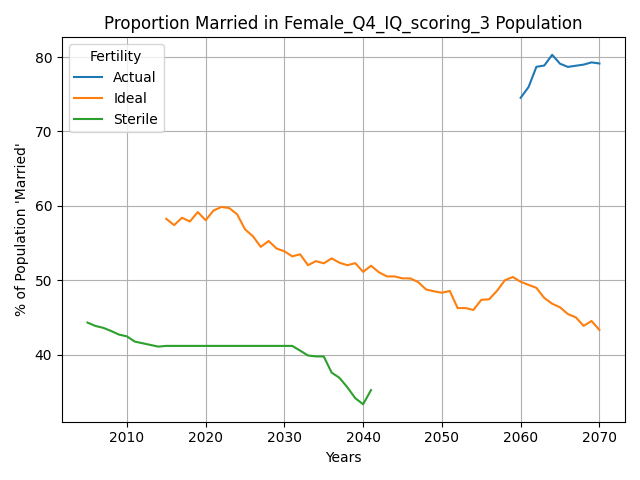 Proportion Married in Female_Q4_IQ_scoring_3 Population
Fertility
Actual
Ideal
Sterile
% of Population 'Married'
80
70
60
50
40
2010 2020 2030 2040 2050 2060 2070
Years